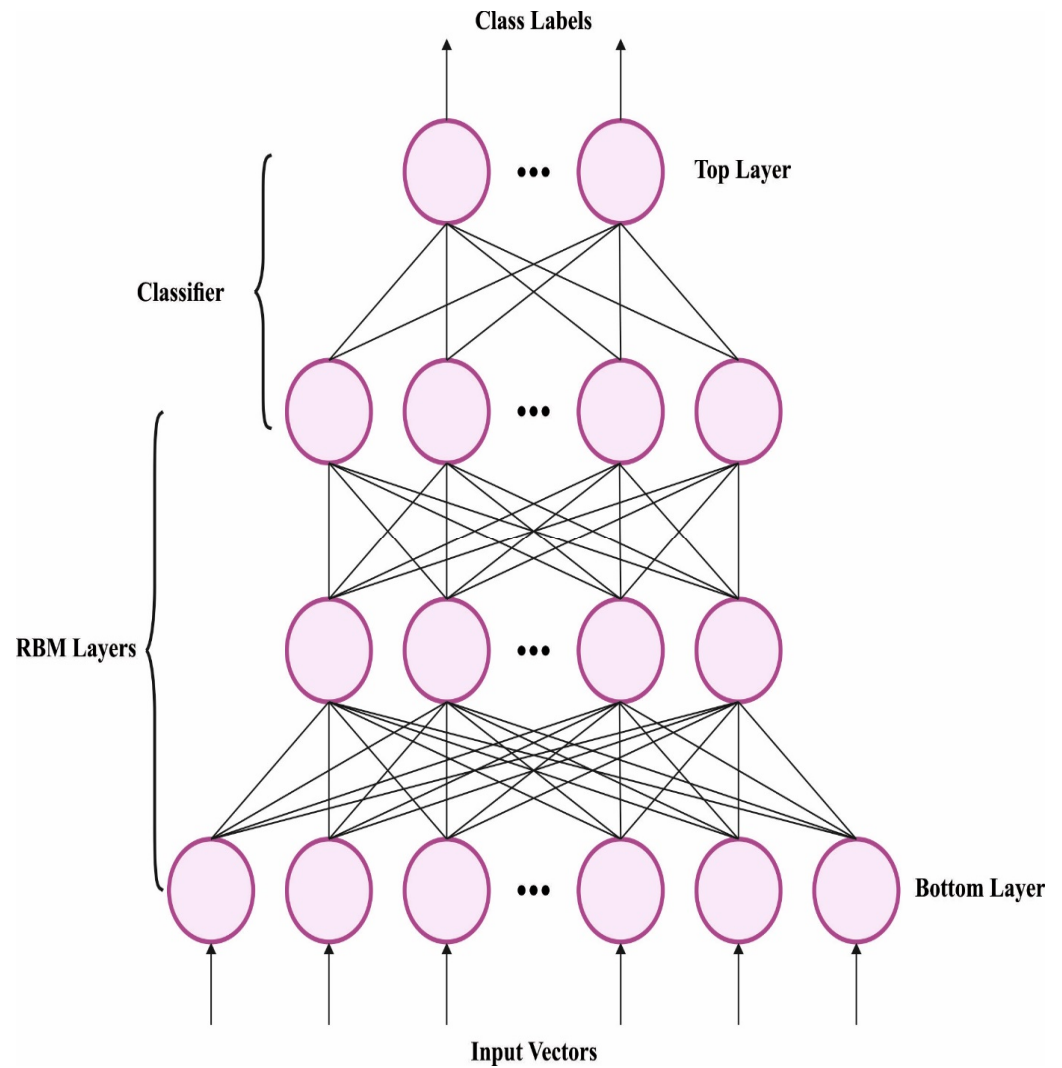 Class Labels
Top Layer
Classifier
RBM Layers
Bottom Layer
Input Vectors